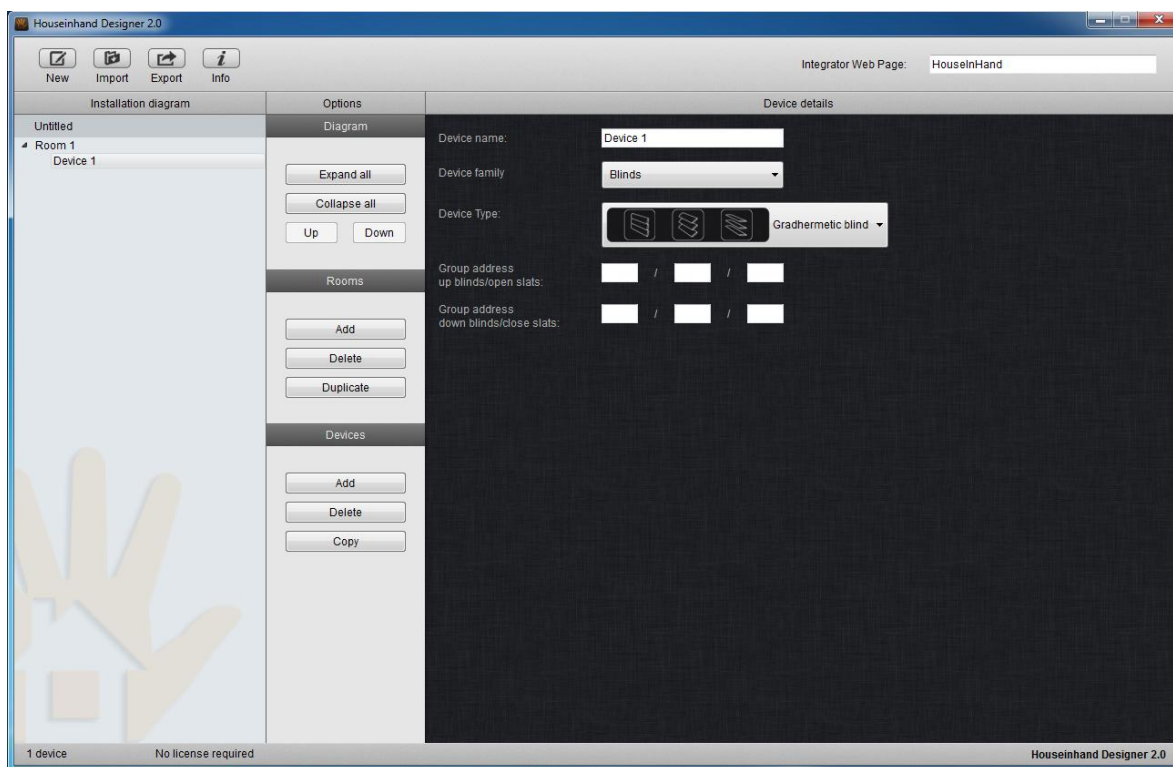 Houseinhand Designer 2.0
New Import Export Info
Integrator Web Page: HouseInHand
Installation diagram
Options
Device details
Untitled
Room 1
Device 1
Diagram
Expand all
Collapse all
Up Down
Rooms
Add
Delete
Duplicate
Devices
Add
Delete
Copy
Device name: Device 1
Device family Blinds
Device Type: Gradhermetic blind
Group address
up blinds/open slats: / /
Group address
down blinds/close slats: / /
1 device
No license required
Houseinhand Designer 2.0